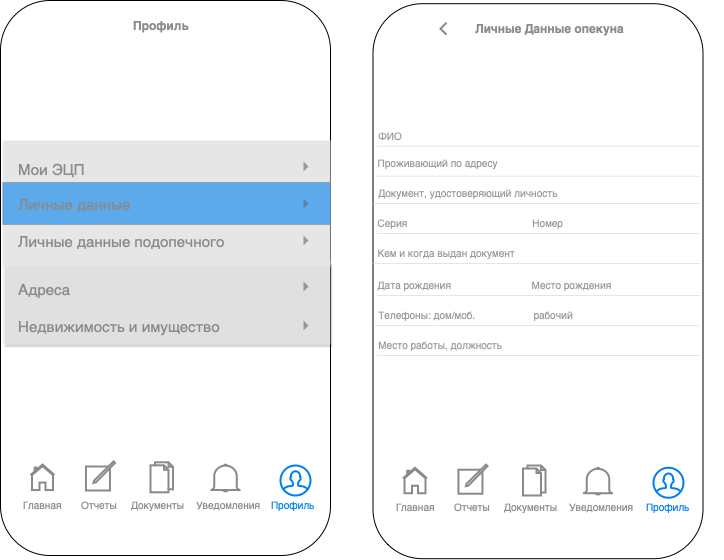 Профиль
Мои ЭЦП
Личные данные
Личные данные подопечного
Адреса
Недвижимость и имущество
Главная Отчеты Документы Уведомления Профиль
Личные Данные опекуна
ФИО
Проживающий по адресу
Документ, удостоверяющий личность
Серия Номер
Кем и когда выдан документ
Дата рождения Место рождения
Телефоны: дом/моб. рабочий
Место работы, должность
Главная Отчеты Документы Уведомления Профиль